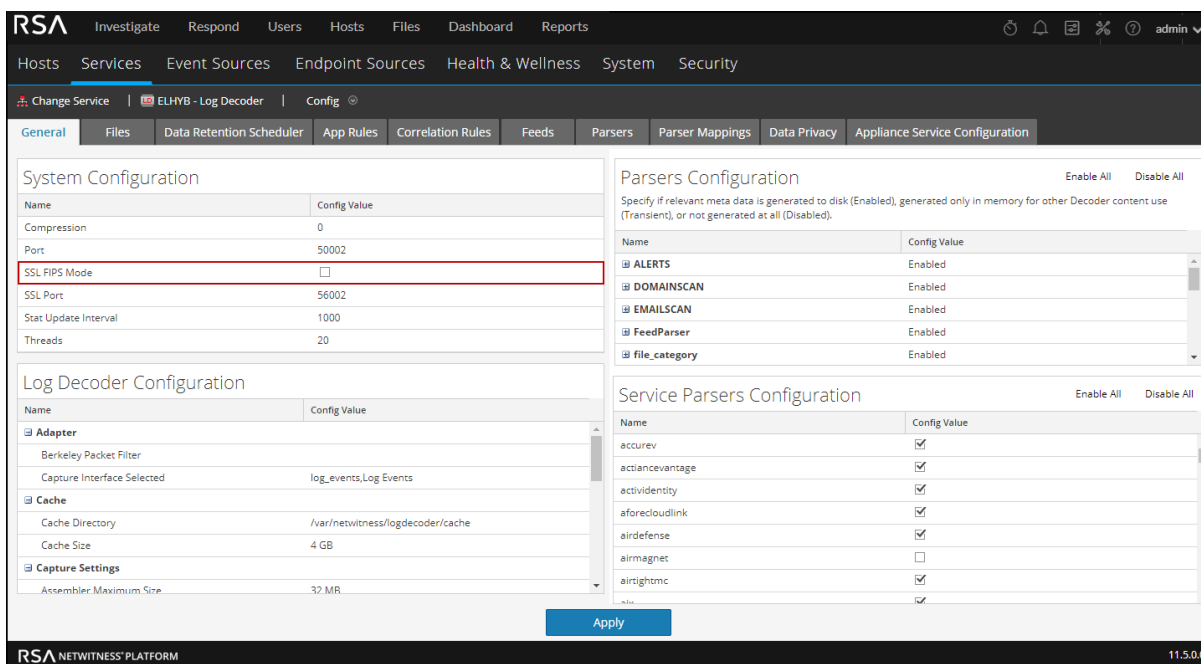 RSA Investigate Respond Users Hosts Files Dashboard Reports admin
Hosts Services Event Sources Endpoint Sources Health & Wellness System Security
Change Service | LD ELHYB - Log Decoder | Config
General Files Data Retention Scheduler App Rules Correlation Rules Feeds Parsers Parser Mappings Data Privacy Appliance Service Configuration
System Configuration
Name Config Value
Compression 0
Port 50002
SSL FIPS Mode
SSL Port 56002
Stat Update Interval 1000
Threads 20
Log Decoder Configuration
Name Config Value
Adapter
Berkeley Packet Filter
Capture Interface Selected log_events,Log Events
Cache
Cache Directory /var/netwitness/logdecoder/cache
Cache Size 4 GB
Capture Settings
Assembler Maximum Size 32 MB
Parsers Configuration Enable All Disable All
Specify if relevant meta data is generated to disk (Enabled), generated only in memory for other Decoder content use
(Transient), or not generated at all (Disabled).
Name Config Value
ALERTS Enabled
DOMAINSCAN Enabled
EMAILSCAN Enabled
FeedParser Enabled
file_category Enabled
Service Parsers Configuration Enable All Disable All
Name Config Value
accurev
actiancevantage
actividentity
aforecloudlink
airdefense
airmagnet
airtightmc
aix
Apply
RSA NETWITNESS® PLATFORM 11.5.0.